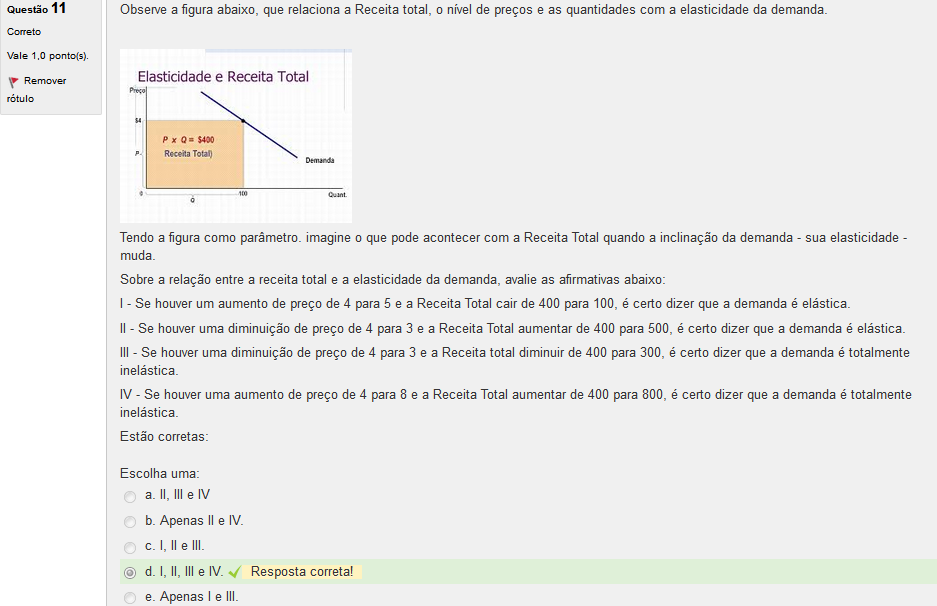 Questão 11
Correto
Vale 1,0 ponto(s).
Remover
rótulo
Observe a figura abaixo, que relaciona a Receita total, o nível de preços e as quantidades com a elasticidade da demanda.
Elasticidade e Receita Total
Preço
$4
P x Q = $400
Receita Total)
P
Demanda
0
100
Quant.
Q
Tendo a figura como parâmetro. imagine o que pode acontecer com a Receita Total quando a inclinação da demanda - sua elasticidade -
muda.
Sobre a relação entre a receita total e a elasticidade da demanda, avalie as afirmativas abaixo:
I - Se houver um aumento de preço de 4 para 5 e a Receita Total cair de 400 para 100, é certo dizer que a demanda é elástica.
II - Se houver uma diminuição de preço de 4 para 3 e a Receita Total aumentar de 400 para 500, é certo dizer que a demanda é elástica.
III - Se houver uma diminuição de preço de 4 para 3 e a Receita total diminuir de 400 para 300, é certo dizer que a demanda é totalmente
inelástica.
IV - Se houver uma aumento de preço de 4 para 8 e a Receita Total aumentar de 400 para 800, é certo dizer que a demanda é totalmente
inelástica.
Estão corretas:
Escolha uma:
a. II, III e IV
b. Apenas II e IV.
c. I, II e III.
d. I, II, III e IV. Resposta correta!
e. Apenas I e III.